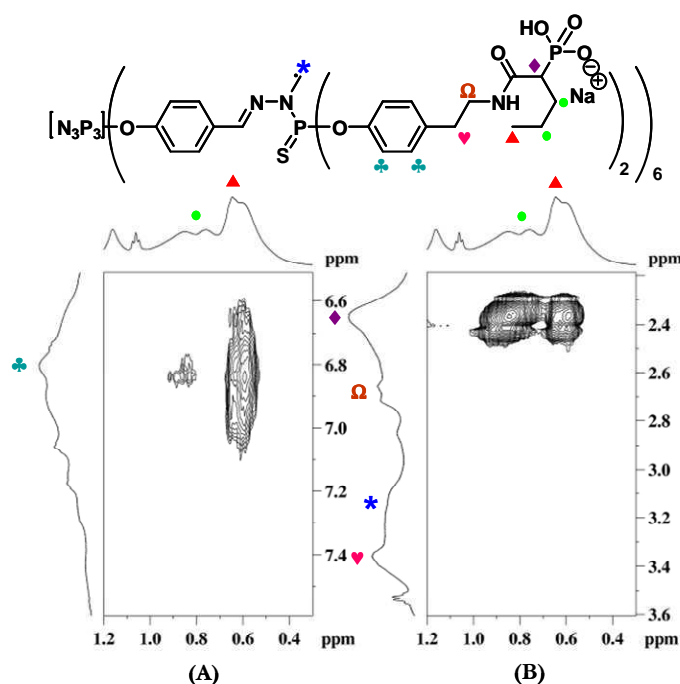 HO O
P
O
O ♦ ⊖ ⊕
* Ω NH Na
[N₃P₃] O N N P O
S
♥ ▲
♣ ♣ 2 6
▲ ▲
● ●
ppm ppm
6.6
♦ 2.4
♣ 6.8
Ω 2.6
7.0 2.8
7.2 3.0
* 3.2
7.4
♥ 3.4
3.6
1.2 1.0 0.8 0.6 0.4 ppm 1.2 1.0 0.8 0.6 0.4 ppm
(A) (B)